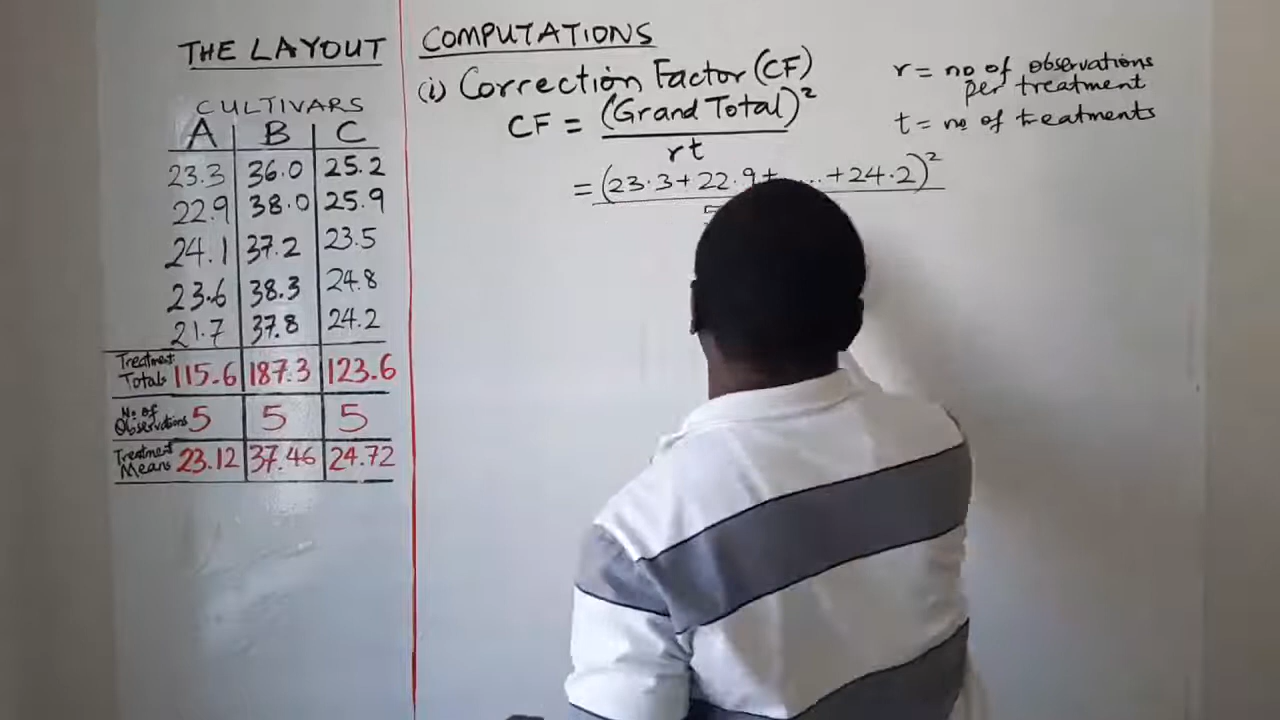 THE LAYOUT
CULTIVARS
A B C
23.3 36.0 25.2
22.9 38.0 25.9
24.1 37.2 23.5
23.6 38.3 24.8
21.7 37.8 24.2
Treatment
Totals 115.6 187.3 123.6
No. of
Observations 5 5 5
Treatment
Means 23.12 37.46 24.72
COMPUTATIONS
(i) Correction Factor (CF)
CF = (Grand Total)²
rt
= (23.3+22.9+....+24.2)²
r = no of observations
per treatment
t = no of treatments